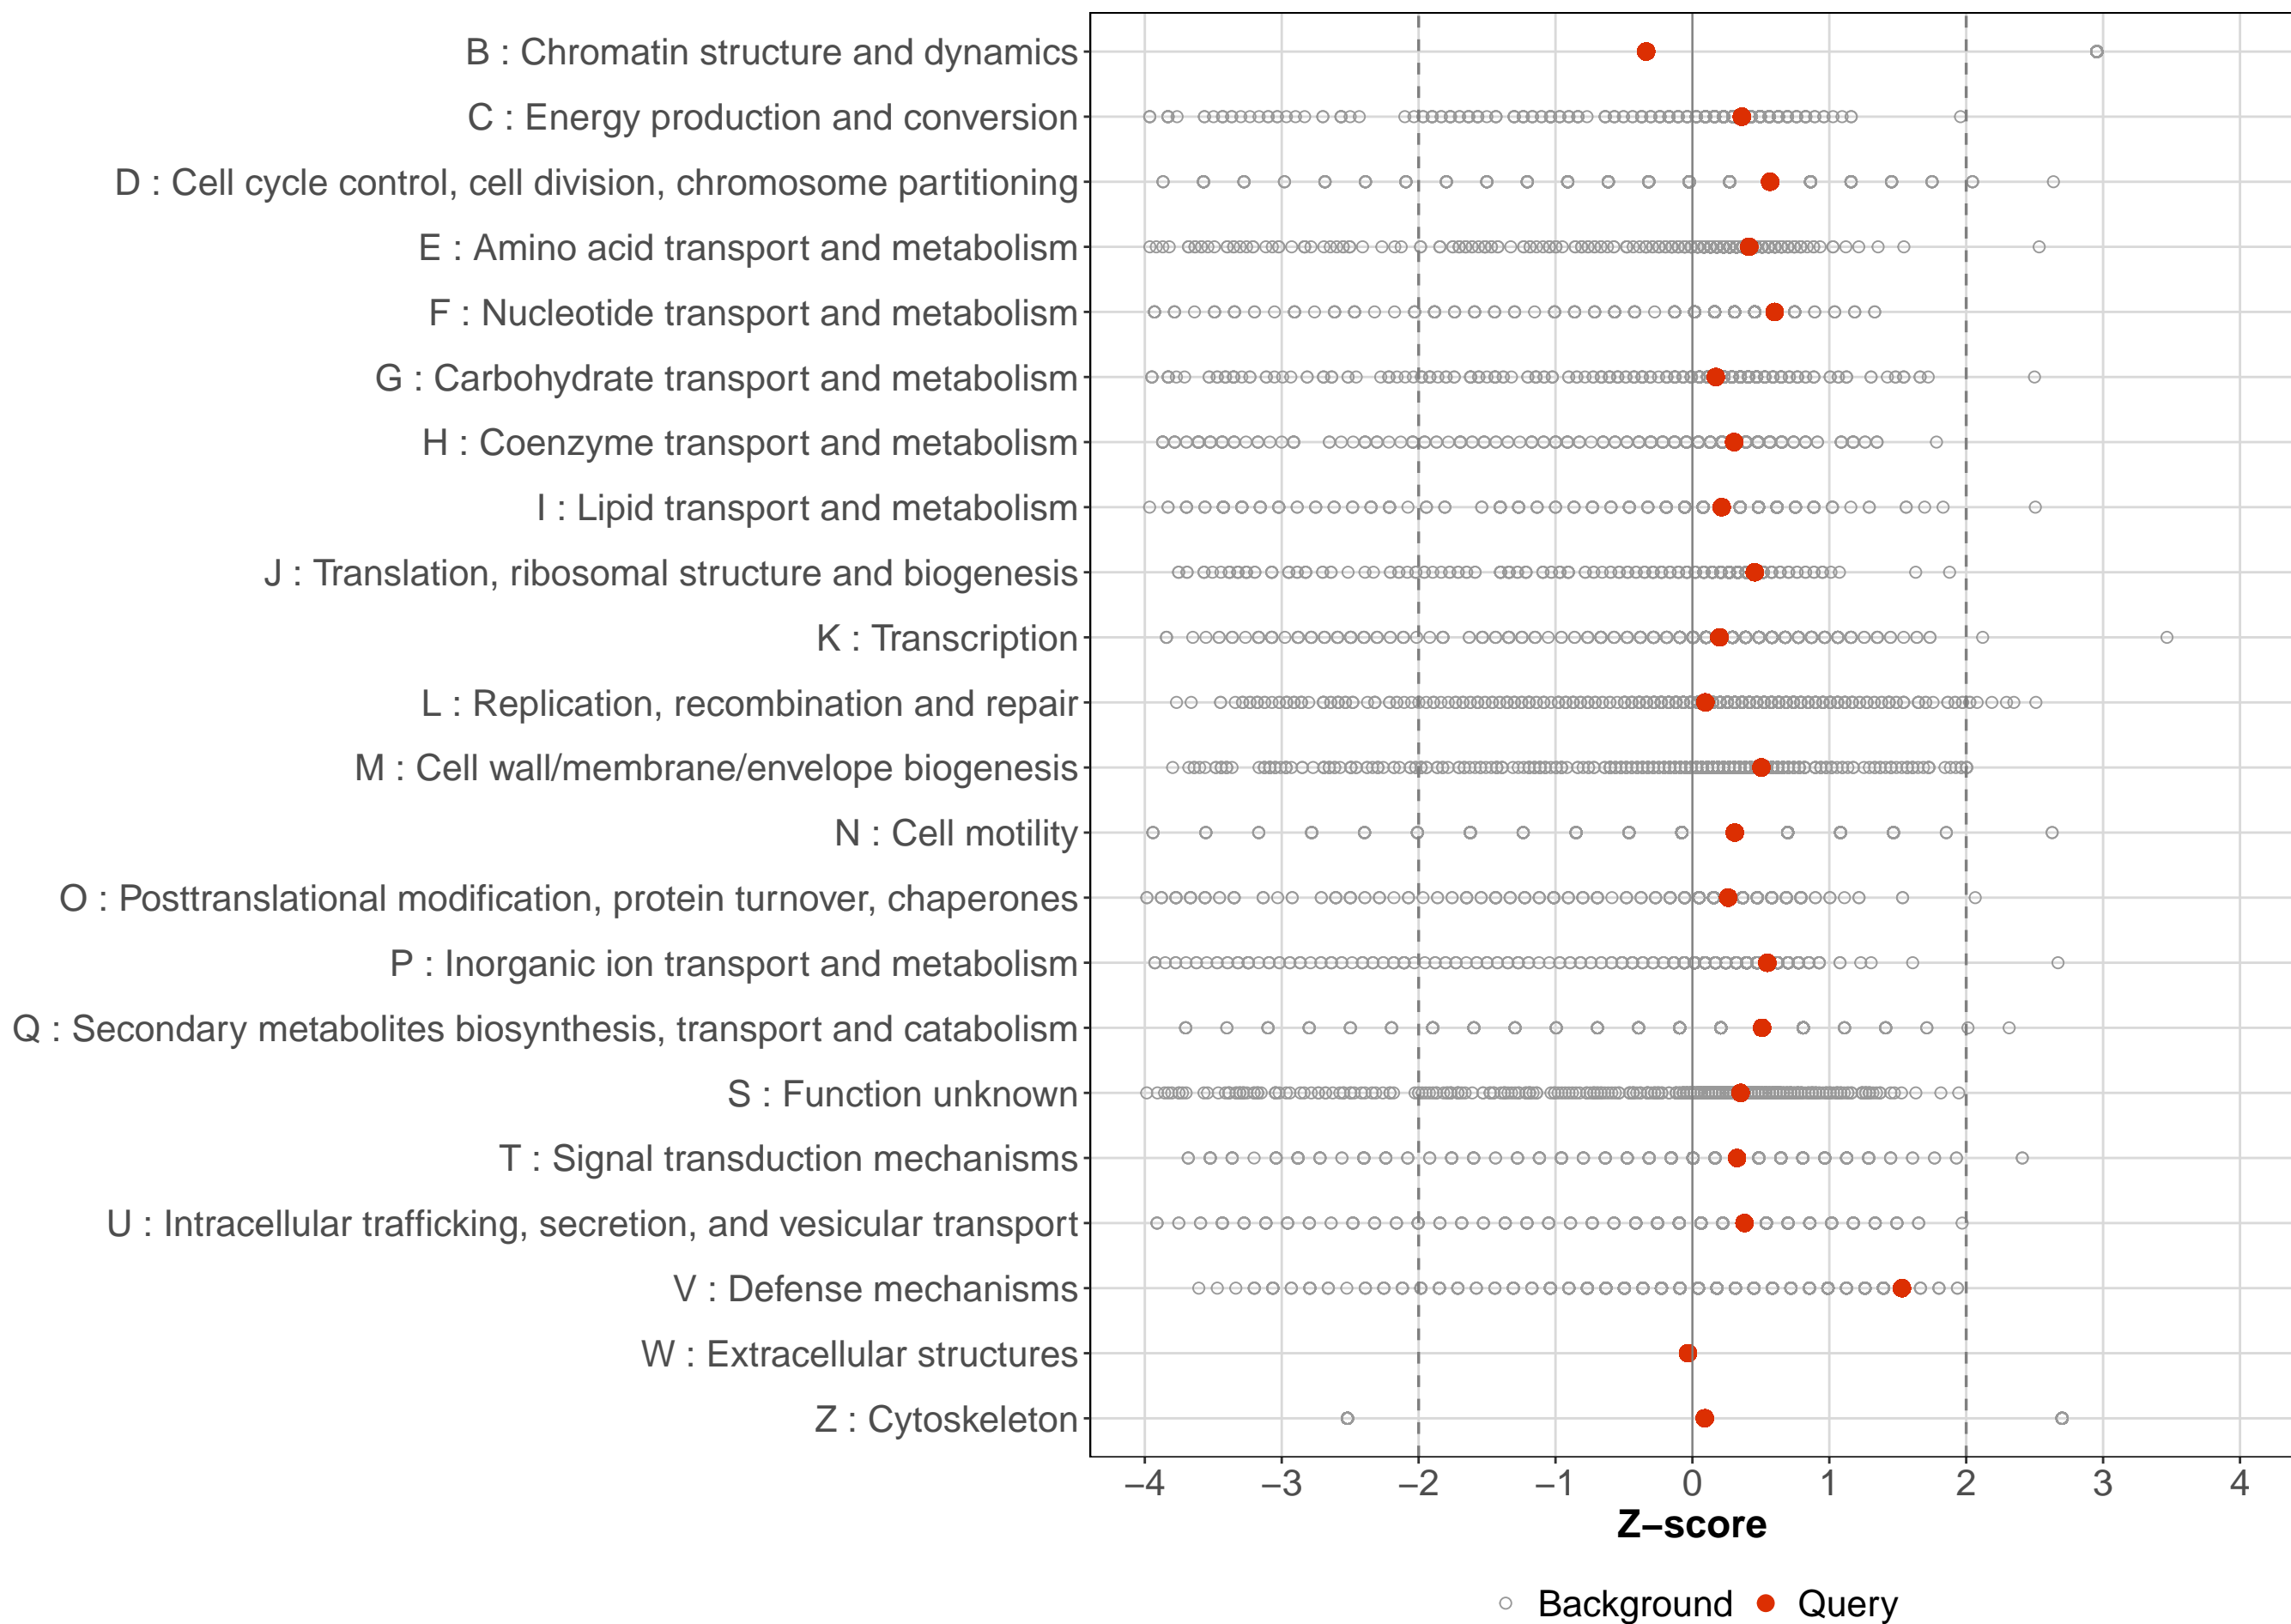 B : Chromatin structure and dynamics
C : Energy production and conversion
D : Cell cycle control, cell division, chromosome partitioning
E : Amino acid transport and metabolism
F : Nucleotide transport and metabolism
G : Carbohydrate transport and metabolism
H : Coenzyme transport and metabolism
I : Lipid transport and metabolism
J : Translation, ribosomal structure and biogenesis
K : Transcription
L : Replication, recombination and repair
M : Cell wall/membrane/envelope biogenesis
N : Cell motility
O : Posttranslational modification, protein turnover, chaperones
P : Inorganic ion transport and metabolism
Q : Secondary metabolites biosynthesis, transport and catabolism
S : Function unknown
T : Signal transduction mechanisms
U : Intracellular trafficking, secretion, and vesicular transport
V : Defense mechanisms
W : Extracellular structures
Z : Cytoskeleton
−4 −3 −2 −1 0 1 2 3 4
Z−score
Background Query